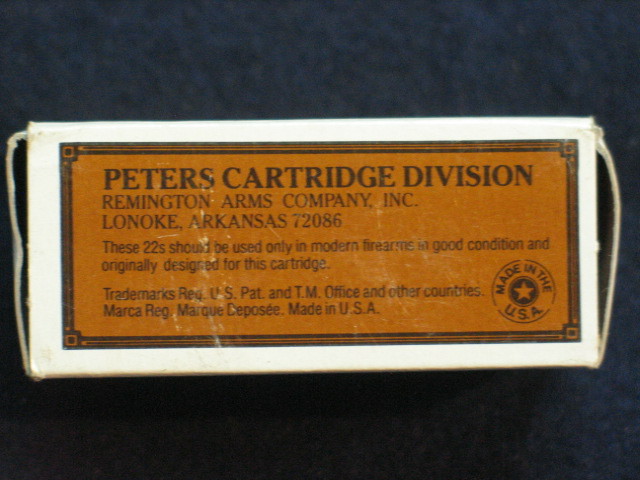 PETERS CARTRIDGE DIVISION
REMINGTON ARMS COMPANY, INC.
LONOKE, ARKANSAS 72086
These 22s should be used only in modern firearms in good condition and
originally designed for this cartridge.
Trademarks Reg. U.S. Pat. and T.M. Office and other countries.
Marca Reg. Marque Deposée. Made in U.S.A.
MADE IN THE
U.S.A.